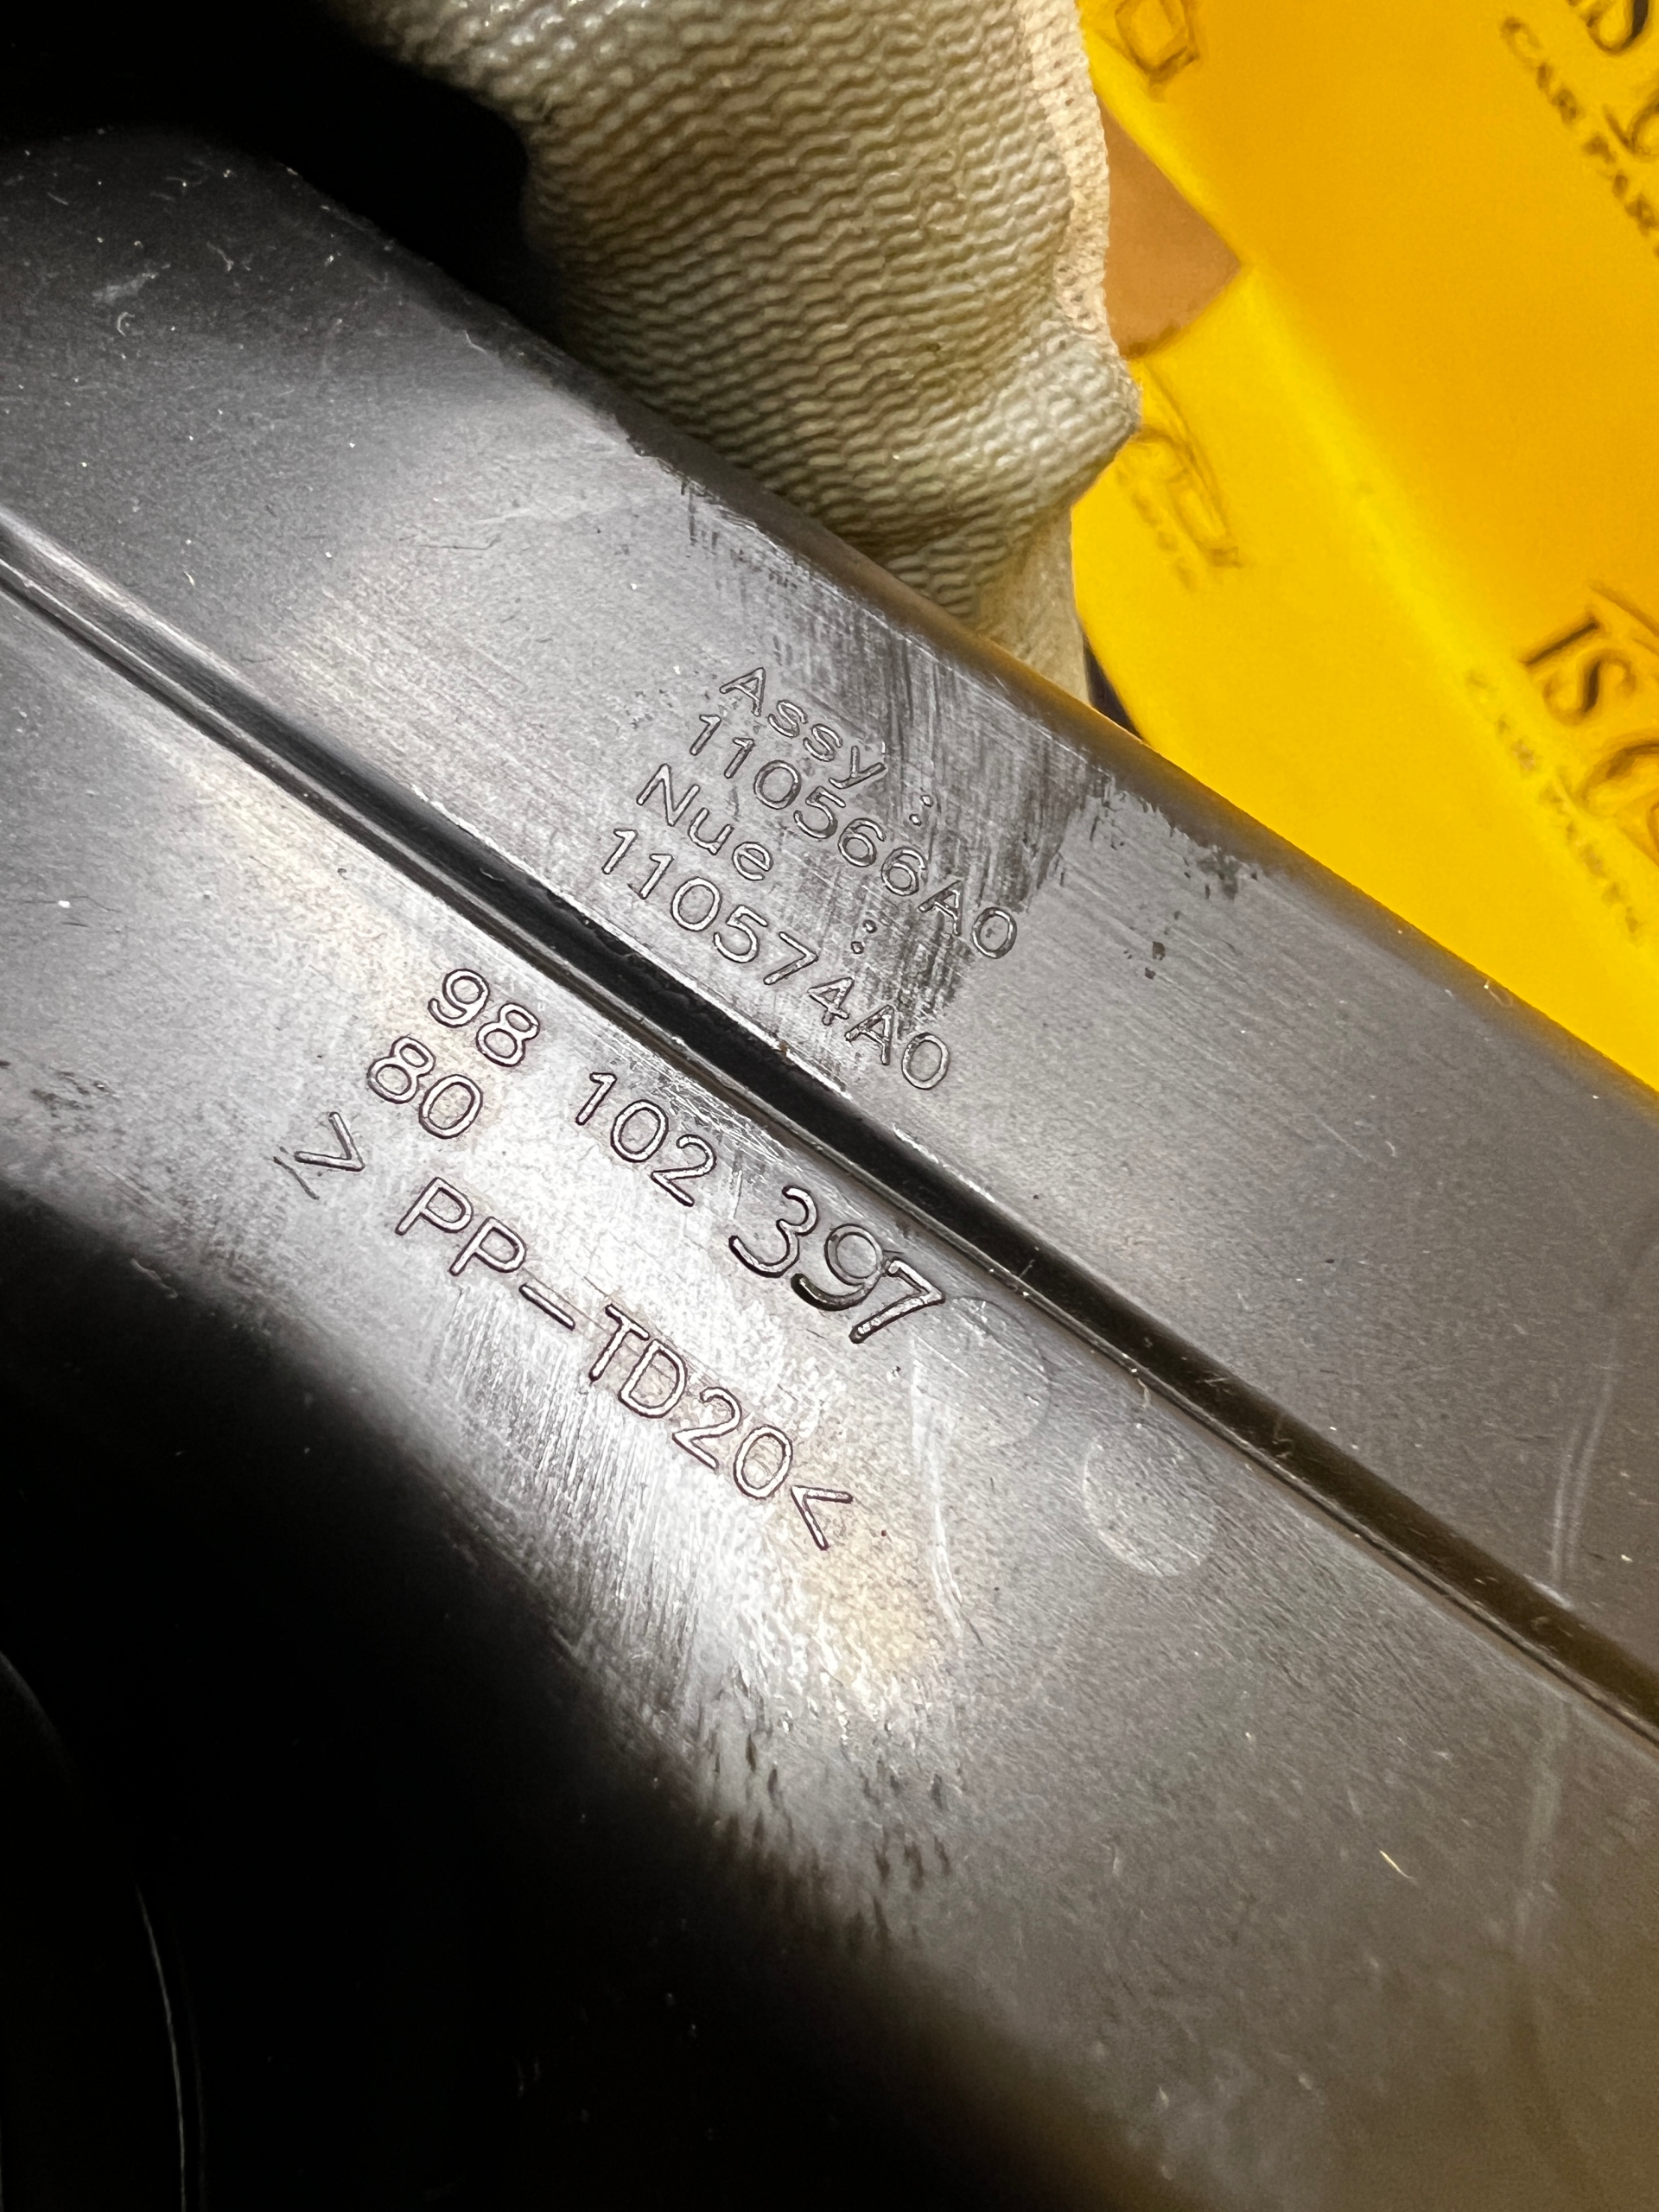 Assy :
110566A0
Nue :
110574A0
98 102 397
80
> PP-TD20<